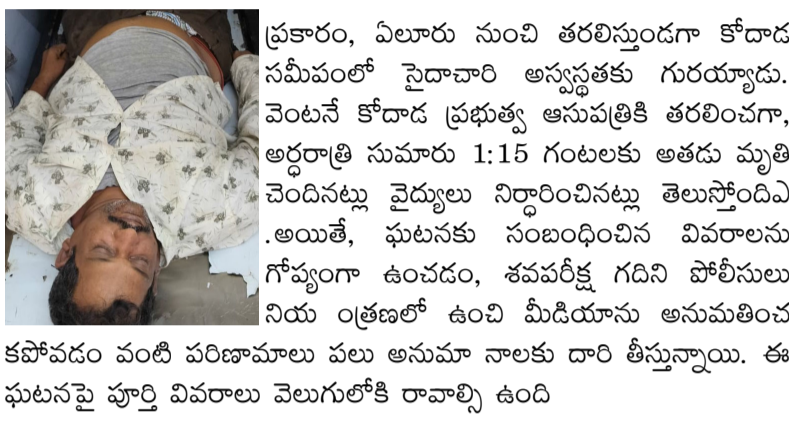 ప్రకారం, ఏలూరు నుంచి తరలిస్తుండగా కోదాడ
సమీపంలో సైదాచారి అస్వస్థతకు గురయ్యాడు.
వెంటనే కోదాడ ప్రభుత్వ ఆసుపత్రికి తరలించగా,
అర్ధరాత్రి సుమారు 1:15 గంటలకు అతడు మృతి
చెందినట్లు వైద్యులు నిర్ధారించినట్లు తెలుస్తోందిఎ
.అయితే, ఘటనకు సంబంధించిన వివరాలను
గోప్యంగా ఉంచడం, శవపరీక్ష గదిని పోలీసులు
నియ ంత్రణలో ఉంచి మీడియాను అనుమతించ
కపోవడం వంటి పరిణామాలు పలు అనుమా నాలకు దారి తీస్తున్నాయి. ఈ
ఘటనపై పూర్తి వివరాలు వెలుగులోకి రావాల్సి ఉంది